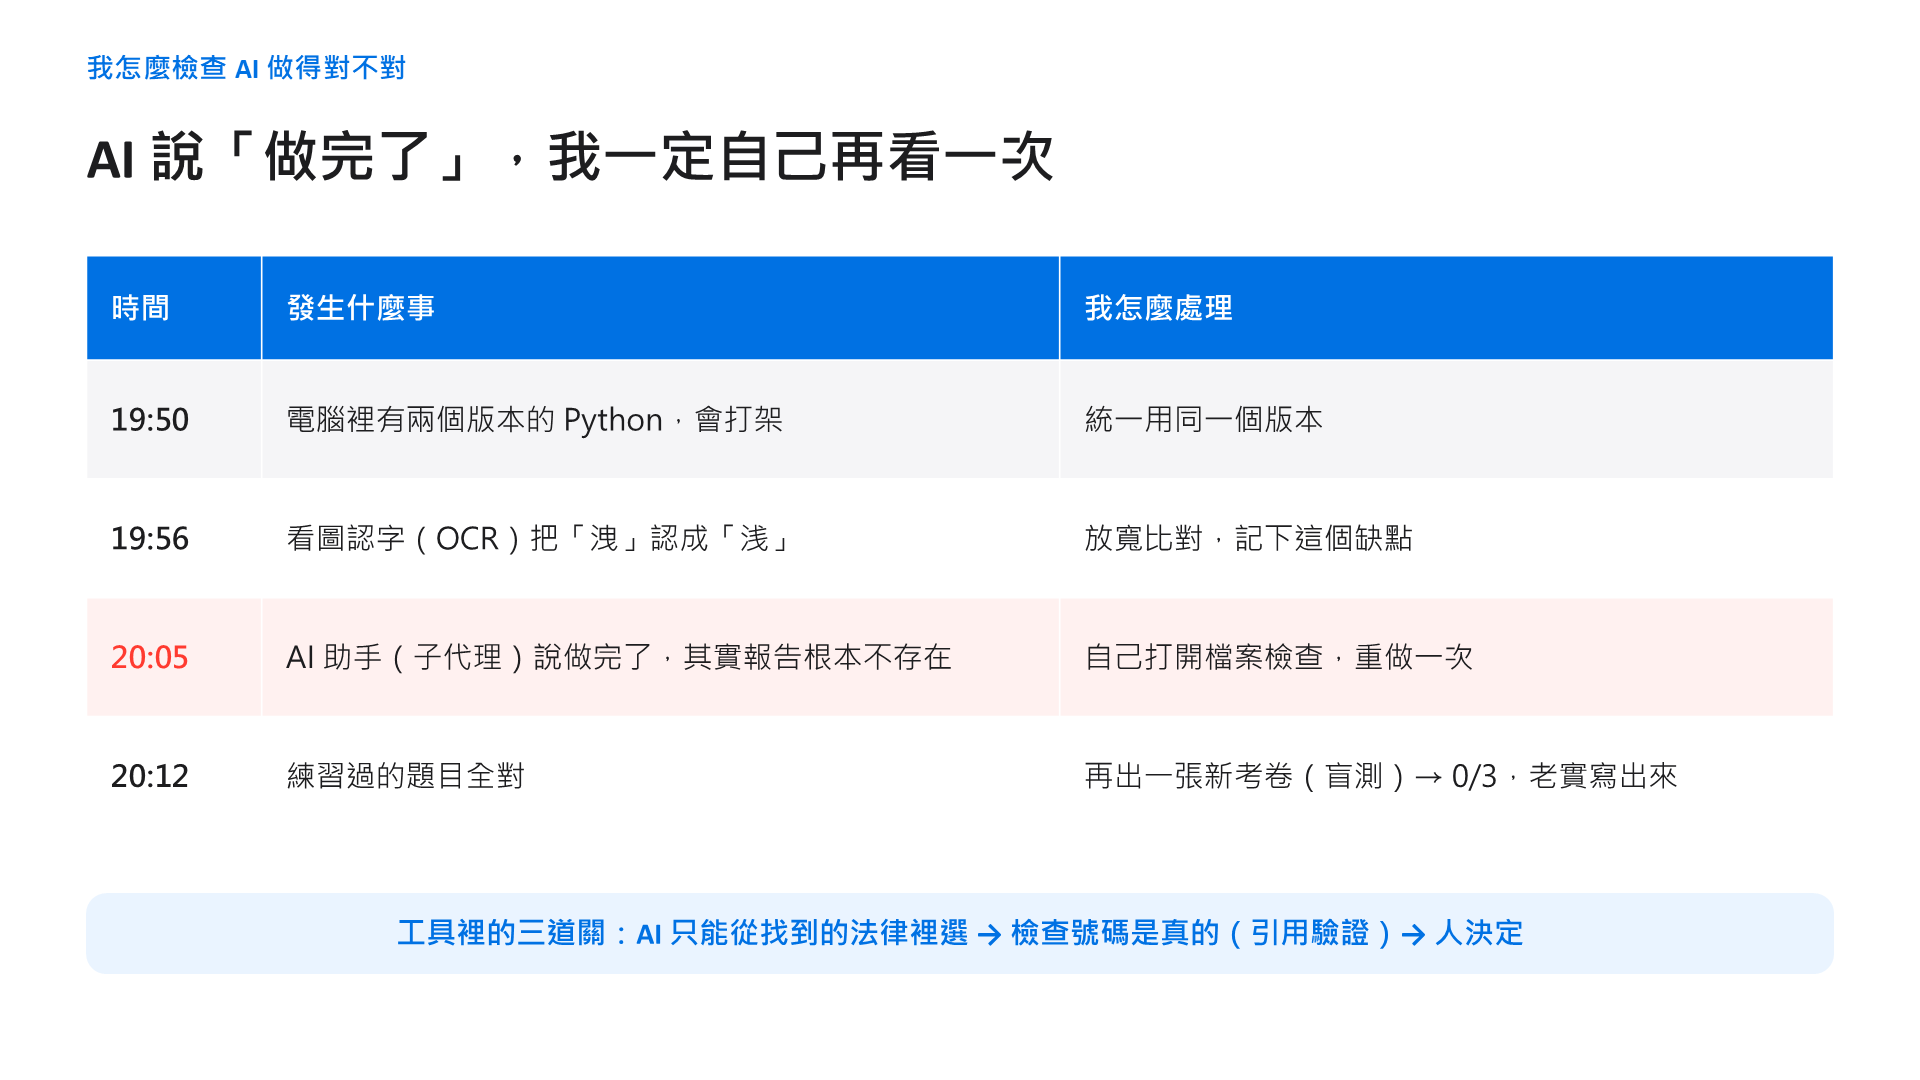 我怎麼檢查 AI 做得對不對
AI 說「做完了」，我一定自己再看一次
時間 發生什麼事 我怎麼處理
19:50 電腦裡有兩個版本的 Python，會打架 統一用同一個版本
19:56 看圖認字（OCR）把「洩」認成「浅」 放寬比對，記下這個缺點
20:05 AI 助手（子代理）說做完了，其實報告根本不存在 自己打開檔案檢查，重做一次
20:12 練習過的題目全對 再出一張新考卷（盲測）→ 0/3，老實寫出來
工具裡的三道關：AI 只能從找到的法律裡選 → 檢查號碼是真的（引用驗證）→ 人決定